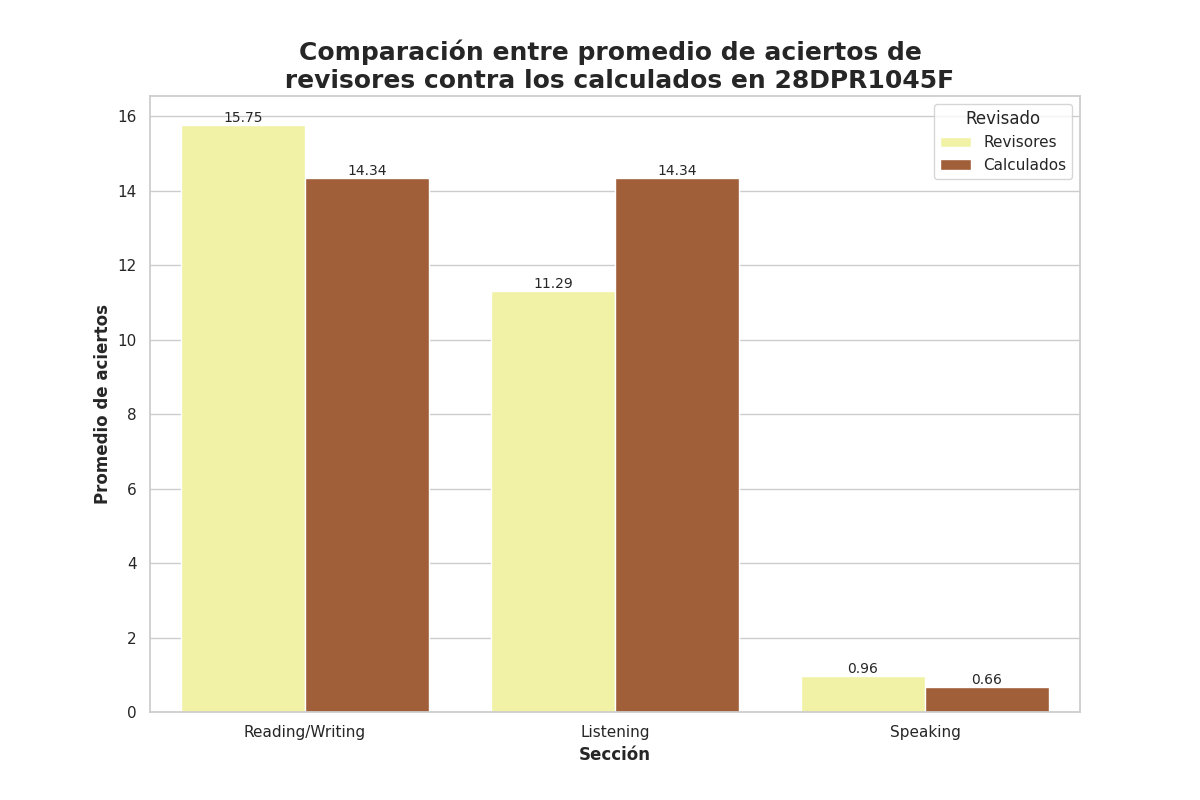 Comparación entre promedio de aciertos de
revisores contra los calculados en 28DPR1045F
Revisado
Revisores
Calculados
Promedio de aciertos
16
14
12
10
8
6
4
2
0
15.75
14.34
11.29
14.34
0.96
0.66
Reading/Writing
Listening
Speaking
Sección